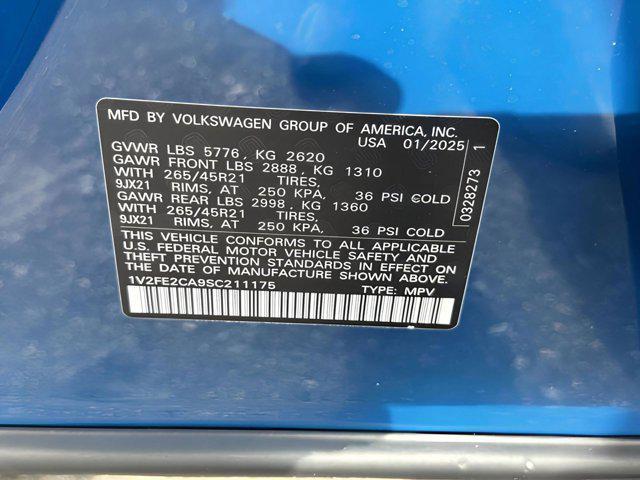 MFD BY VOLKSWAGEN GROUP OF AMERICA, INC.
USA 01/2025
GVWR LBS 5776, KG 2620
GAWR FRONT LBS 2888, KG 1310
WITH 265/45R21 TIRES,
9JX21 RIMS, AT 250 KPA, 36 PSI COLD
GAWR REAR LBS 2998, KG 1360
WITH 265/45R21 TIRES,
9JX21 RIMS, AT 250 KPA, 36 PSI COLD
THIS VEHICLE CONFORMS TO ALL APPLICABLE
U.S. FEDERAL MOTOR VEHICLE SAFETY AND
THEFT PREVENTION STANDARDS IN EFFECT ON
THE DATE OF MANUFACTURE SHOWN ABOVE.
1V2FE2CA9SC211175 TYPE: MPV
0328273 1